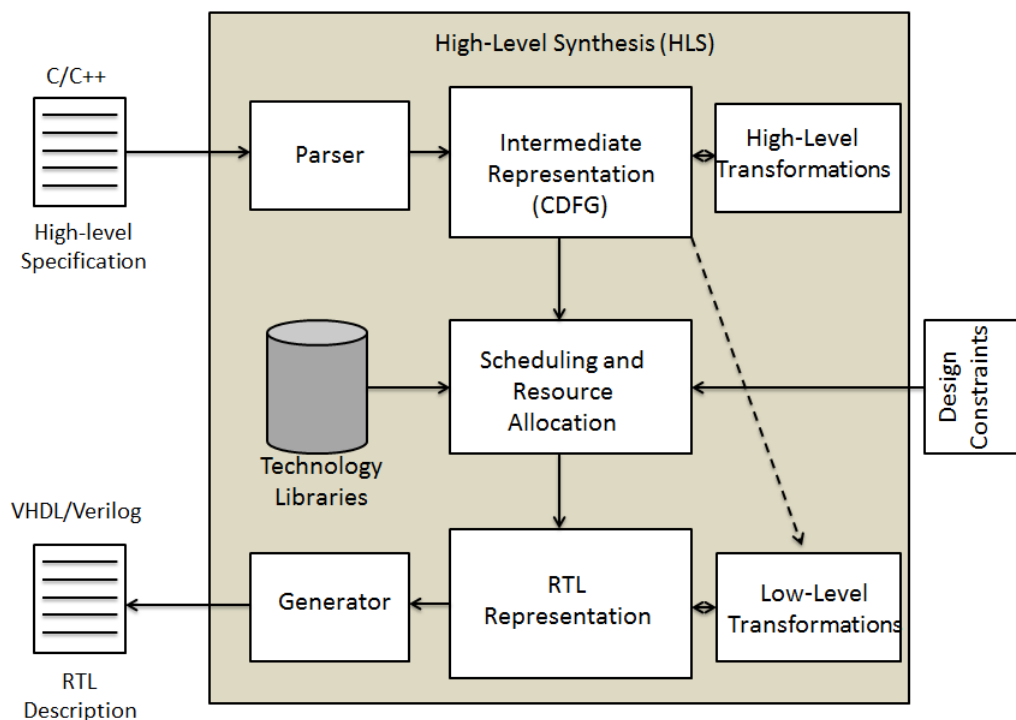 High-Level Synthesis (HLS)
C/C++
High-level
Specification
Parser
Intermediate
Representation
(CDFG)
High-Level
Transformations
Technology
Libraries
Scheduling and
Resource
Allocation
Design
Constraints
VHDL/Verilog
RTL
Description
Generator
RTL
Representation
Low-Level
Transformations